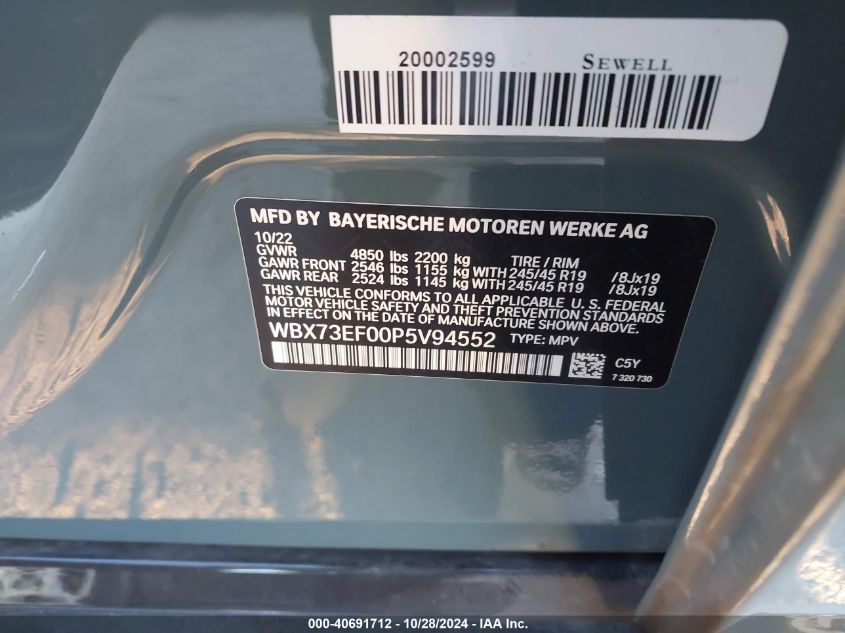 20002599 SEWELL
MFD BY BAYERISCHE MOTOREN WERKE AG
10/22
GVWR 4850 lbs 2200 kg TIRE / RIM
GAWR FRONT 2546 lbs 1155 kg WITH 245/45 R19 /8Jx19
GAWR REAR 2524 lbs 1145 kg WITH 245/45 R19 /8Jx19
THIS VEHICLE CONFORMS TO ALL APPLICABLE U. S. FEDERAL
MOTOR VEHICLE SAFETY AND THEFT PREVENTION STANDARDS
IN EFFECT ON THE DATE OF MANUFACTURE SHOWN ABOVE.
WBX73EF00P5V94552 TYPE: MPV
C5Y
7 320 730
000-40691712 - 10/28/2024 - IAA Inc.